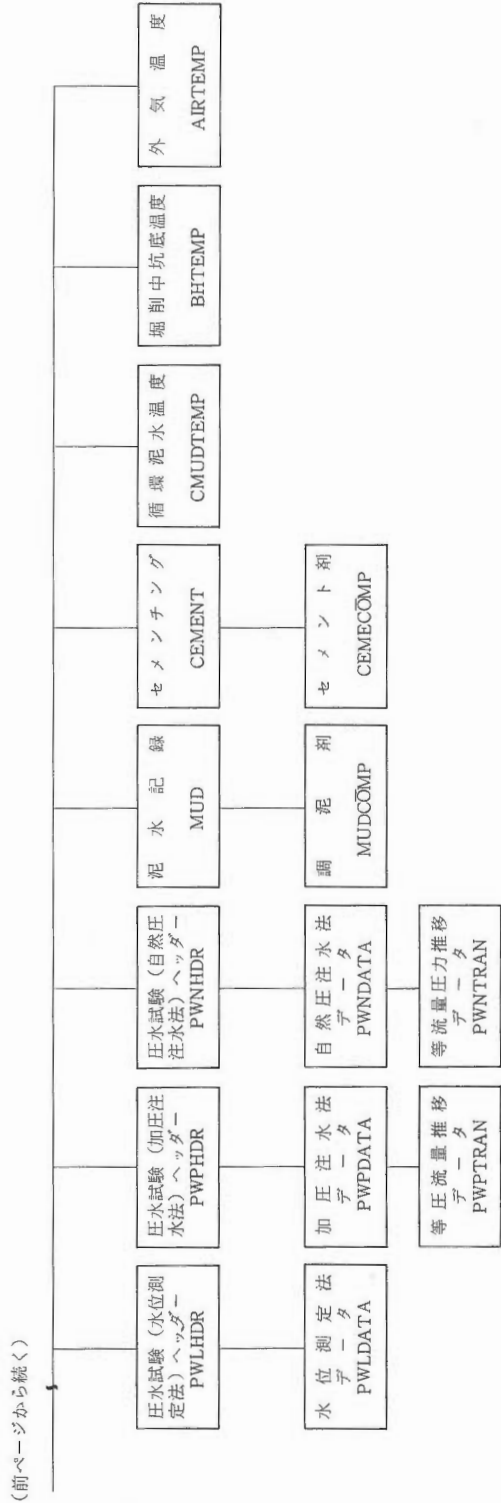 (前ページから続く)
圧水試験(水位測
定法)ヘッダー
PWLHDR
圧水試験(加圧注
水法)ヘッダー
PWPHDR
圧水試験(自然圧
注水法)ヘッダー
PWNHDR
泥水記録
MUD
セメンチング
CEMENT
循環泥水温度
CMUDTEMP
堀削中坑底温度
BHTEMP
外気温度
AIRTEMP
水位測定法
データ
PWLDATA
加圧注水法
データ
PWPDATA
自然圧注水法
データ
PWNDATA
調泥剤
MUDCŌMP
セメント剤
CEMECŌMP
等圧流量推移
データ
PWPTRAN
等流量圧力推移
データ
PWNTRAN